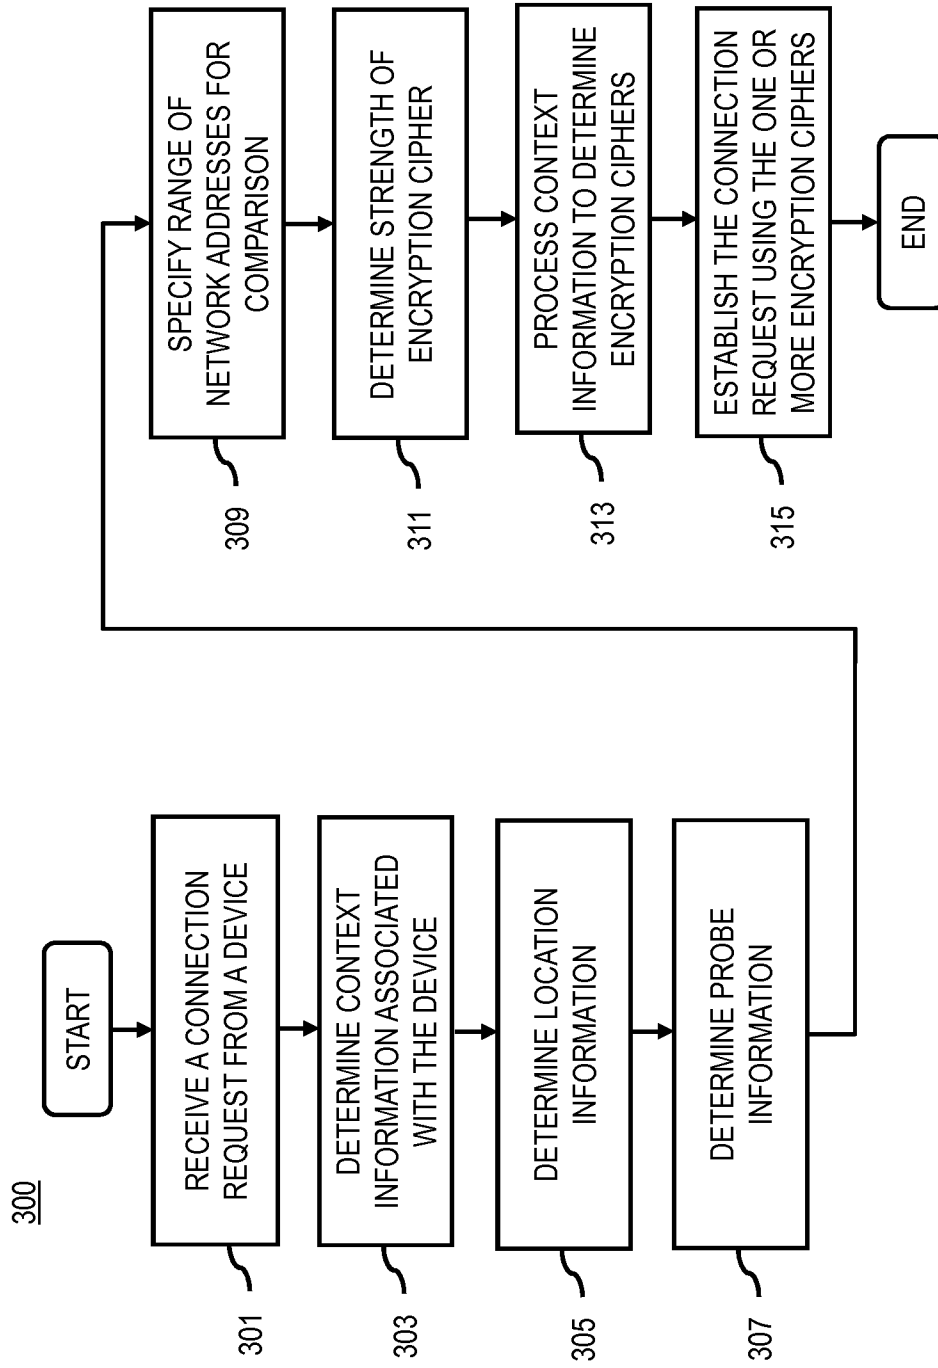 300
START
RECEIVE A CONNECTION
REQUEST FROM A DEVICE
301
DETERMINE CONTEXT
INFORMATION ASSOCIATED
WITH THE DEVICE
303
DETERMINE LOCATION
INFORMATION
305
DETERMINE PROBE
INFORMATION
307
SPECIFY RANGE OF
NETWORK ADDRESSES FOR
COMPARISON
309
DETERMINE STRENGTH OF
ENCRYPTION CIPHER
311
PROCESS CONTEXT
INFORMATION TO DETERMINE
ENCRYPTION CIPHERS
313
ESTABLISH THE CONNECTION
REQUEST USING THE ONE OR
MORE ENCRYPTION CIPHERS
315
END